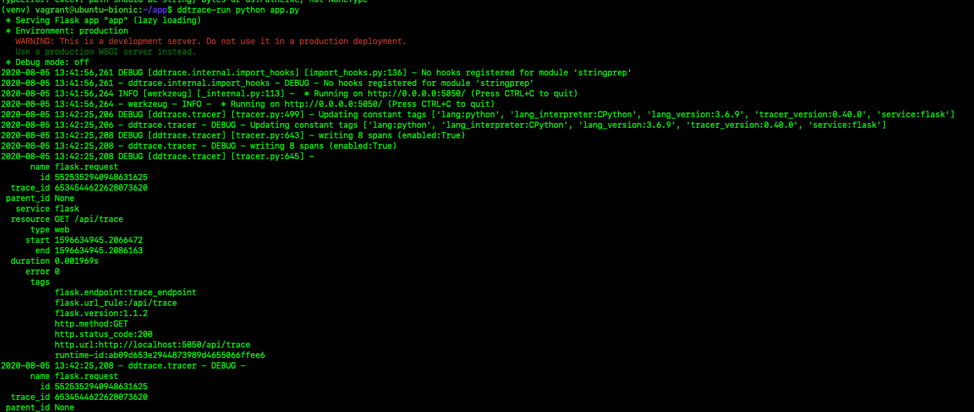 (venv) vagrant@ubuntu-bionic:~/app$ ddtrace-run python app.py
* Serving Flask app "app" (lazy loading)
* Environment: production
WARNING: This is a development server. Do not use it in a production deployment.
Use a production WSGI server instead.
* Debug mode: off
2020-08-05 13:41:56,261 DEBUG [ddtrace.internal.import_hooks] [import_hooks.py:136] - No hooks registered for module 'stringprep'
2020-08-05 13:41:56,261 - ddtrace.internal.import_hooks - DEBUG - No hooks registered for module 'stringprep'
2020-08-05 13:41:56,264 INFO [werkzeug] [_internal.py:113] -  * Running on http://0.0.0.0:5050/ (Press CTRL+C to quit)
2020-08-05 13:41:56,264 - werkzeug - INFO -  * Running on http://0.0.0.0:5050/ (Press CTRL+C to quit)
2020-08-05 13:42:25,206 DEBUG [ddtrace.tracer] [tracer.py:499] - Updating constant tags ['lang:python', 'lang_interpreter:CPython', 'lang_version:3.6.9', 'tracer_version:0.40.0', 'service:flask']
2020-08-05 13:42:25,206 - ddtrace.tracer - DEBUG - Updating constant tags ['lang:python', 'lang_interpreter:CPython', 'lang_version:3.6.9', 'tracer_version:0.40.0', 'service:flask']
2020-08-05 13:42:25,208 DEBUG [ddtrace.tracer] [tracer.py:643] - writing 8 spans (enabled:True)
2020-08-05 13:42:25,208 - ddtrace.tracer - DEBUG - writing 8 spans (enabled:True)
2020-08-05 13:42:25,208 DEBUG [ddtrace.tracer] [tracer.py:645] -
name flask.request
id 5525352940948631625
trace_id 6534544622628073620
parent_id None
service flask
resource GET /api/trace
type web
start 1596634945.2066472
end 1596634945.2086163
duration 0.001969s
error 0
tags
flask.endpoint:trace_endpoint
flask.url_rule:/api/trace
flask.version:1.1.2
http.method:GET
http.status_code:200
http.url:http://localhost:5050/api/trace
runtime-id:ab09d653e2944873989d4655066ffee6
2020-08-05 13:42:25,208 - ddtrace.tracer - DEBUG -
name flask.request
id 5525352940948631625
trace_id 6534544622628073620
parent_id None